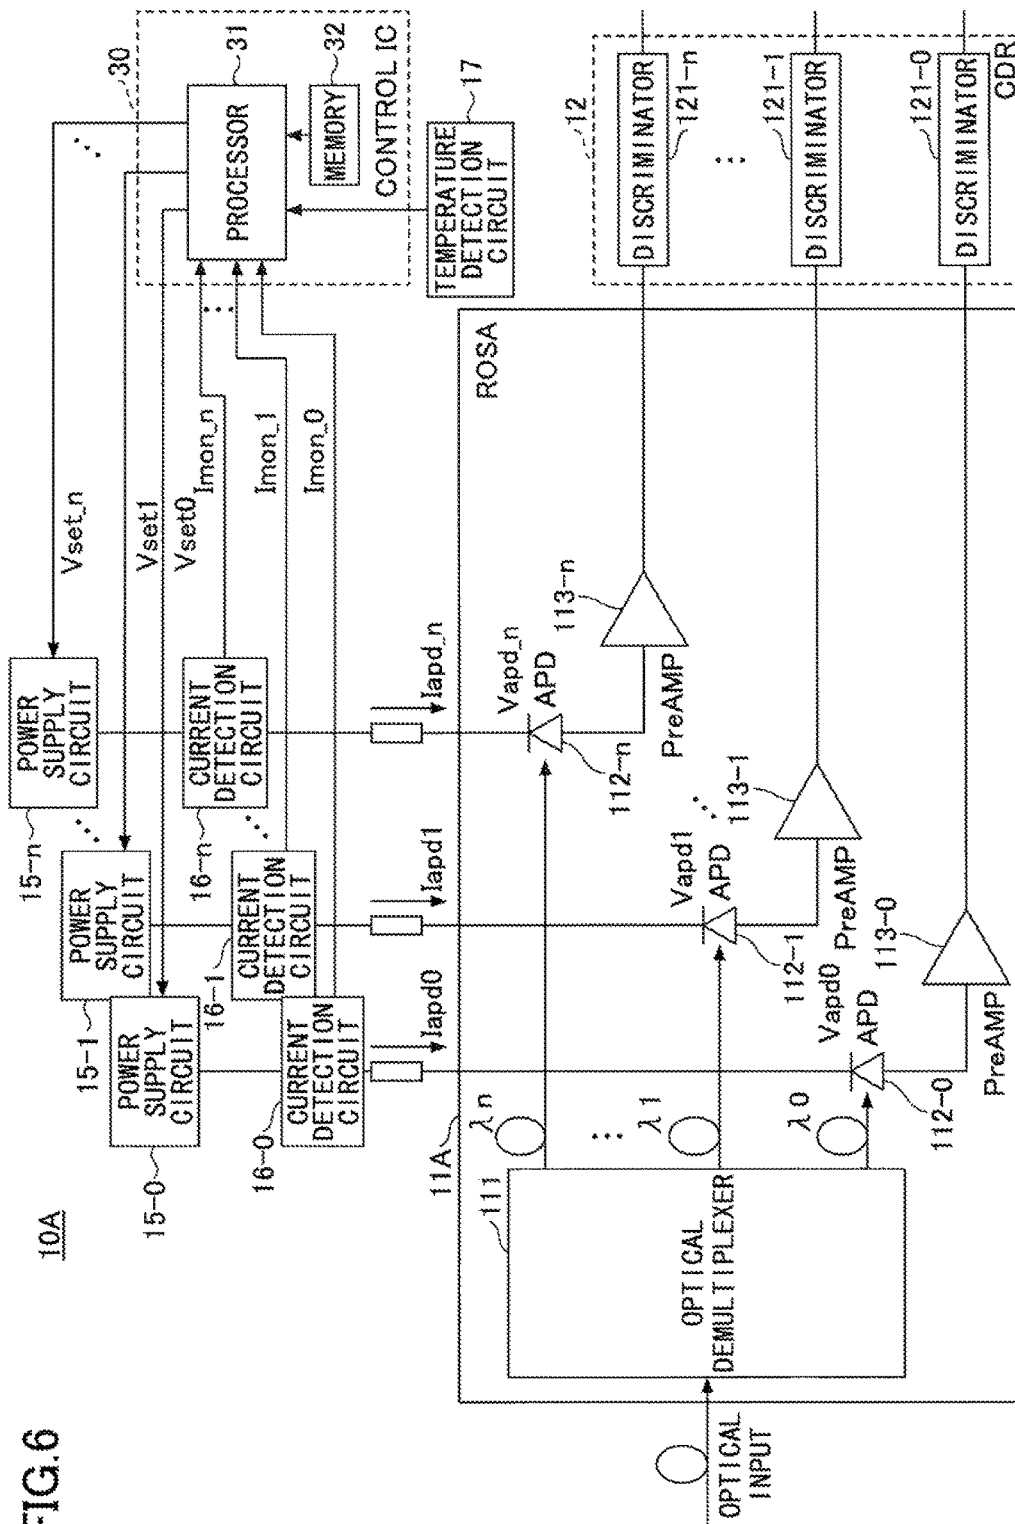 FIG.6
10A
15-0
POWER
SUPPLY
CIRCUIT
15-1
POWER
SUPPLY
CIRCUIT
15-n
POWER
SUPPLY
CIRCUIT
Vset_n
Vset1
Vset0
16-0
CURRENT
DETECTION
CIRCUIT
16-1
CURRENT
DETECTION
CIRCUIT
16-n
CURRENT
DETECTION
CIRCUIT
Imon_n
Imon_1
Imon_0
30
PROCESSOR
31
MEMORY
32
CONTROL IC
TEMPERATURE
DETECTION
CIRCUIT
17
Iapd0
Iapd1
Iapd_n
11A
ROSA
OPTICAL
INPUT
111
OPTICAL
DEMULTIPLEXER
λn
λ1
λ0
Vapd_n
APD
112-n
113-n
PreAMP
Vapd1
APD
112-1
113-1
PreAMP
Vapd0
APD
112-0
113-0
PreAMP
12
DISCRIMINATOR
121-n
DISCRIMINATOR
121-1
DISCRIMINATOR
121-0
CDR